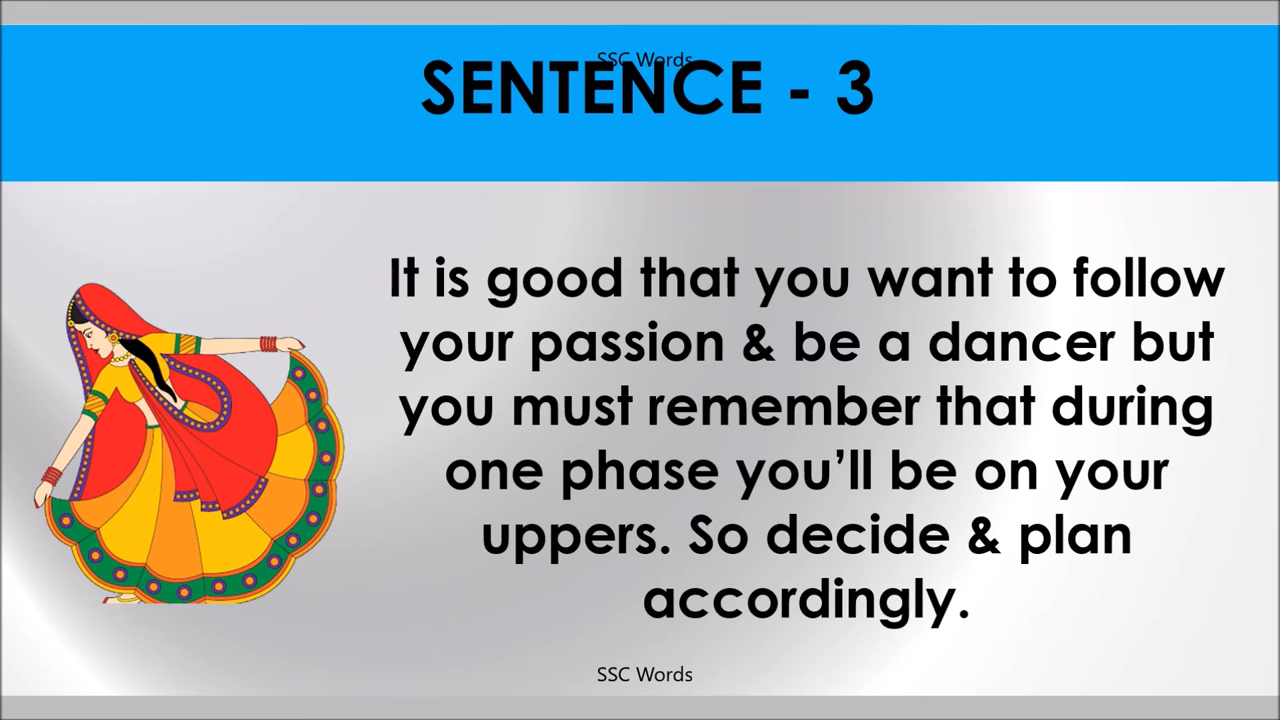 SSC Words
SENTENCE - 3
It is good that you want to follow
your passion & be a dancer but
you must remember that during
one phase you’ll be on your
uppers. So decide & plan
accordingly.
SSC Words